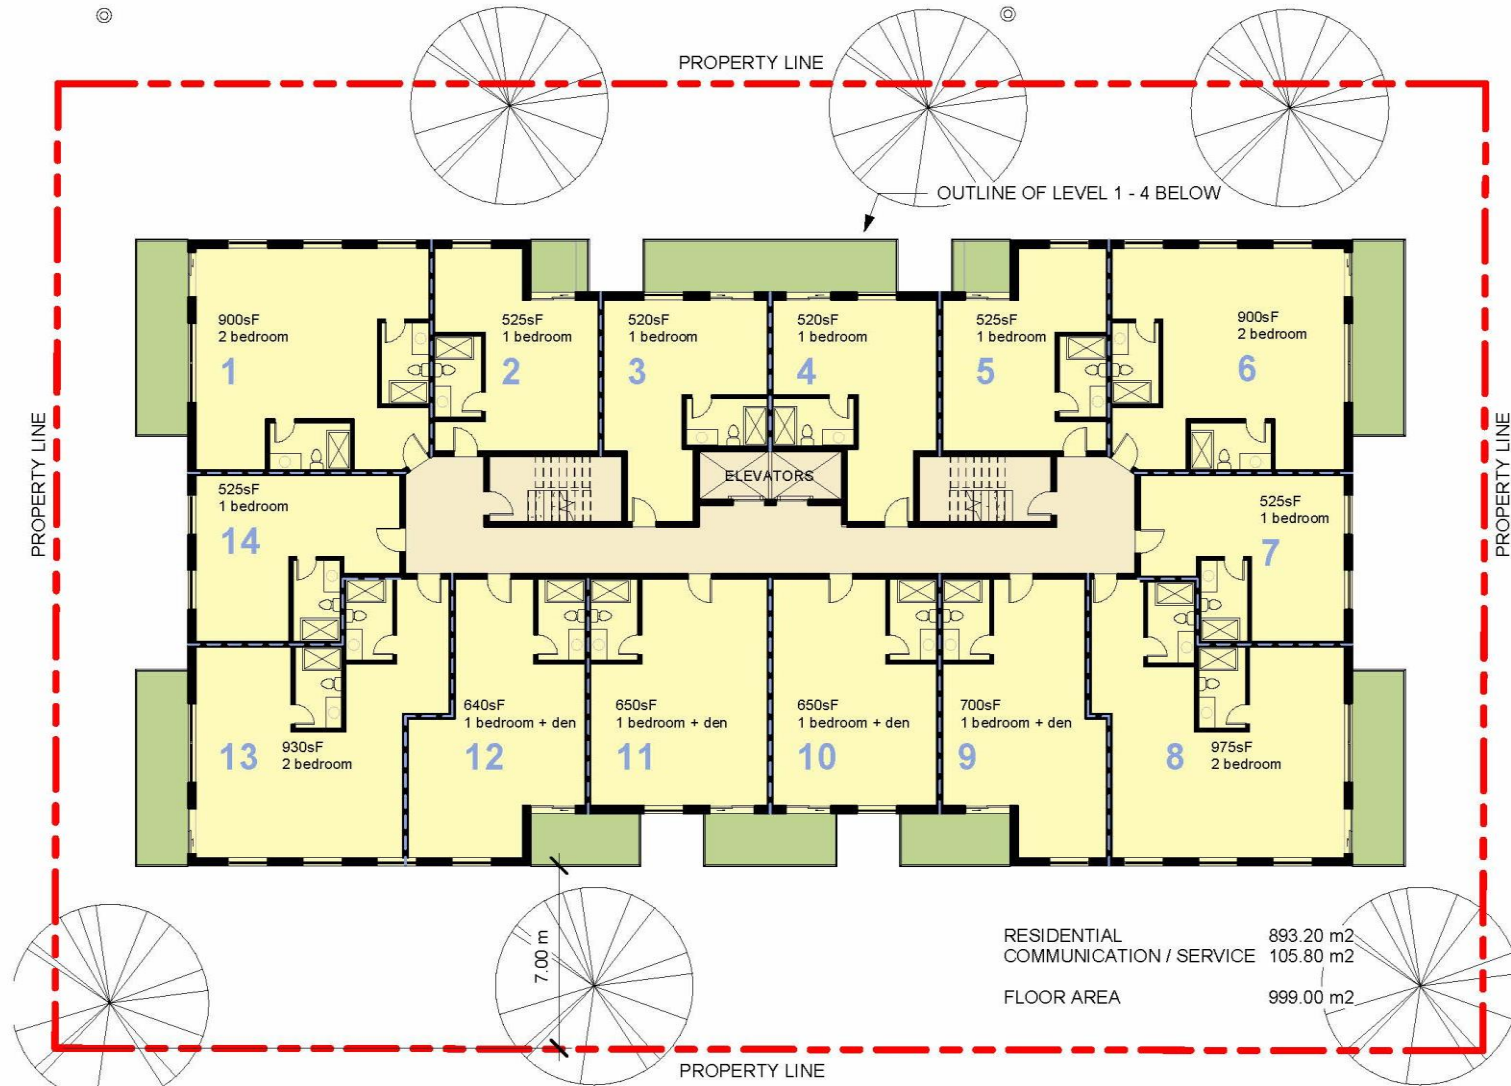 PROPERTY LINE
OUTLINE OF LEVEL 1 - 4 BELOW
900sF
2 bedroom
1
525sF
1 bedroom
2
520sF
1 bedroom
3
520sF
1 bedroom
4
525sF
1 bedroom
5
900sF
2 bedroom
6
PROPERTY LINE
PROPERTY LINE
ELEVATORS
525sF
1 bedroom
14
525sF
1 bedroom
7
930sF
2 bedroom
13
640sF
1 bedroom + den
12
650sF
1 bedroom + den
11
650sF
1 bedroom + den
10
700sF
1 bedroom + den
9
975sF
2 bedroom
8
7.00 m
RESIDENTIAL 893.20 m2
COMMUNICATION / SERVICE 105.80 m2
FLOOR AREA 999.00 m2
PROPERTY LINE